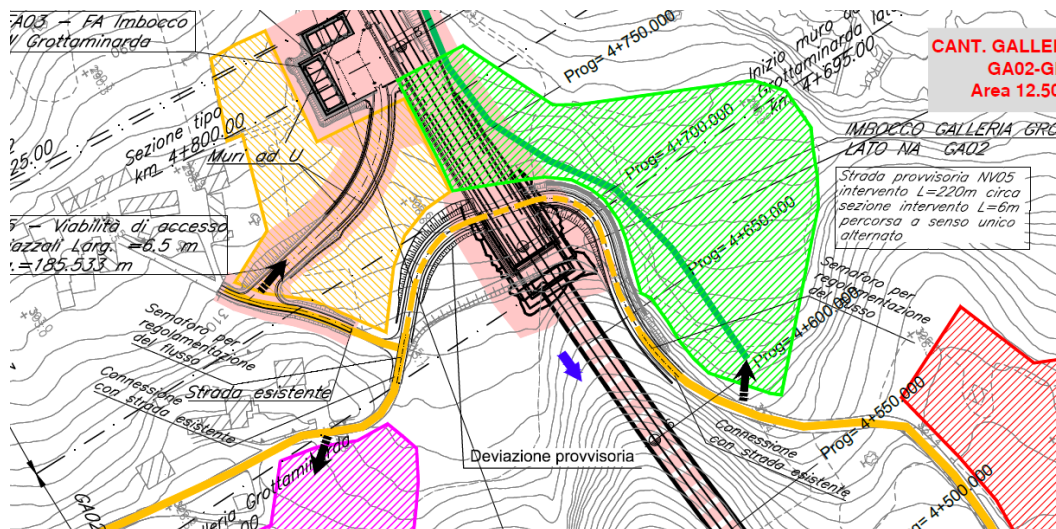 FA03 – FA Imbocco
Grottaminarda
Sezione tipo
km 4+800.00
25.00
Muri ad U
– Viabilità di accesso
iazzali Larg. =6.5 m
.=185.533 m
Semaforo per
regolamentazione
del flusso
Connessione
con strada esistente
Strada esistente
310
GA02
Grottaminarda
Deviazione provvisoria
Prog= 4+750.000
Prog= 4+700.000
Prog= 4+650.000
Prog= 4+600.000
Prog= 4+550.000
4+500.000
Inizio muro
Grottaminarda lato
km. 4+695.00
CANT. GALLE
GA02-G
Area 12.50
IMBOCCO GALLERIA GRO
LATO NA GA02
Strada provvisoria NV05
intervento L=220m circa
sezione intervento L=6m
percorsa a senso unico
alternato
Semaforo per
regolamentazione
del flusso
Connessione
con strada esistente